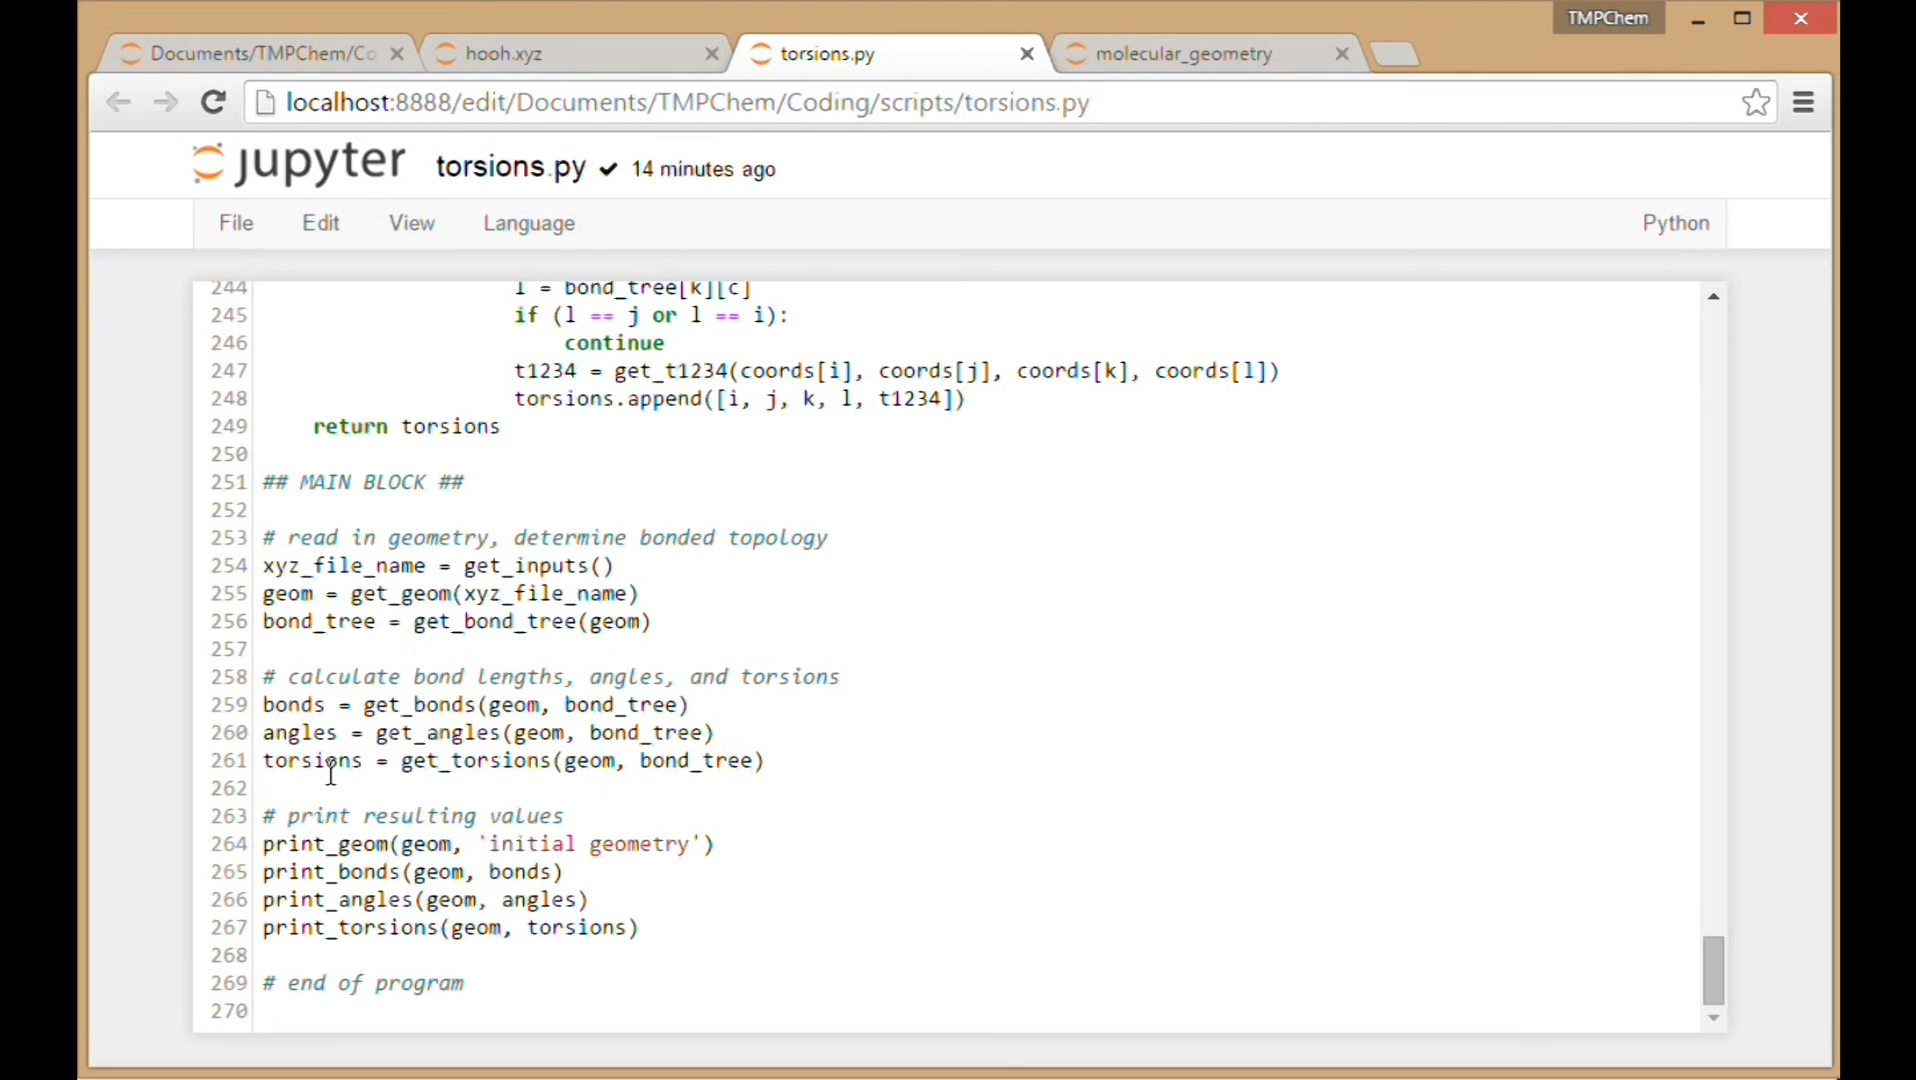 TMPChem
Documents/TMPChem/Co
hooh.xyz
torsions.py
molecular_geometry
localhost:8888/edit/Documents/TMPChem/Coding/scripts/torsions.py
jupyter torsions.py ✔ 14 minutes ago
File Edit View Language Python
244 l = bond_tree[k][c]
245 if (l == j or l == i):
246 continue
247 t1234 = get_t1234(coords[i], coords[j], coords[k], coords[l])
248 torsions.append([i, j, k, l, t1234])
249 return torsions
250
251 ## MAIN BLOCK ##
252
253 # read in geometry, determine bonded topology
254 xyz_file_name = get_inputs()
255 geom = get_geom(xyz_file_name)
256 bond_tree = get_bond_tree(geom)
257
258 # calculate bond lengths, angles, and torsions
259 bonds = get_bonds(geom, bond_tree)
260 angles = get_angles(geom, bond_tree)
261 torsions = get_torsions(geom, bond_tree)
262
263 # print resulting values
264 print_geom(geom, 'initial geometry')
265 print_bonds(geom, bonds)
266 print_angles(geom, angles)
267 print_torsions(geom, torsions)
268
269 # end of program
270